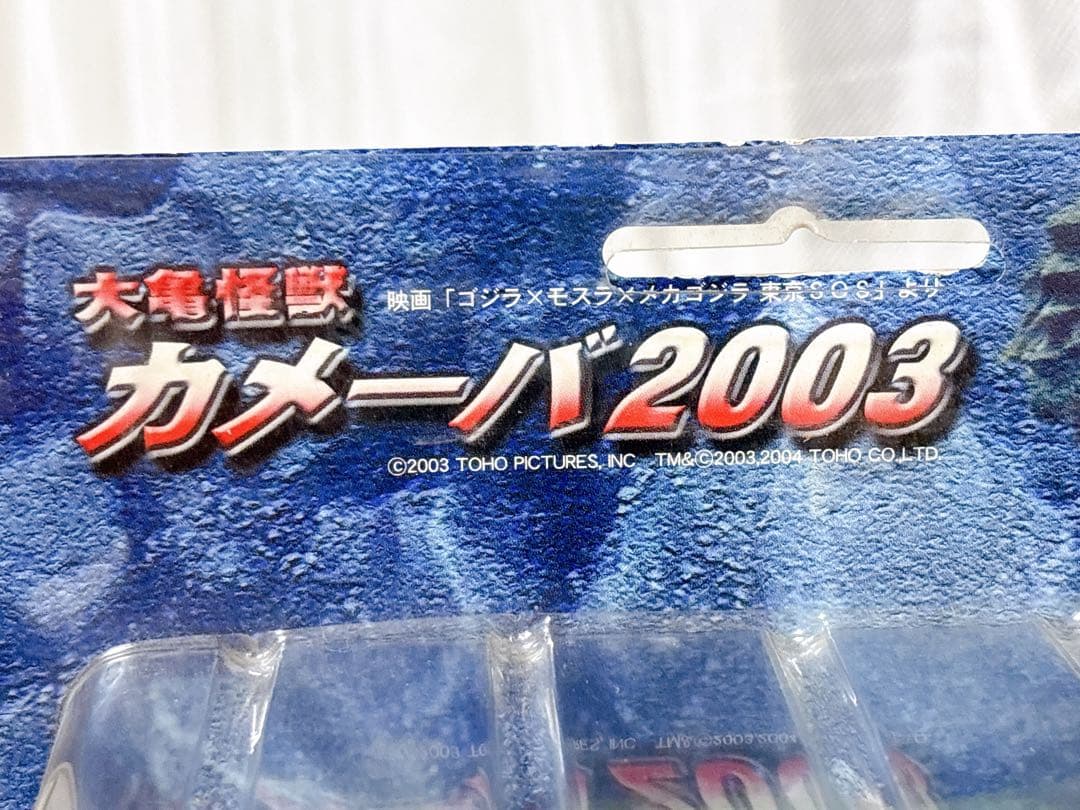 大亀怪獣
映画「ゴジラ×モスラ×メカゴジラ 東京SOS」より
カメーバ2003
©2003 TOHO PICTURES, INC TM&©2003,2004 TOHO CO.,LTD.